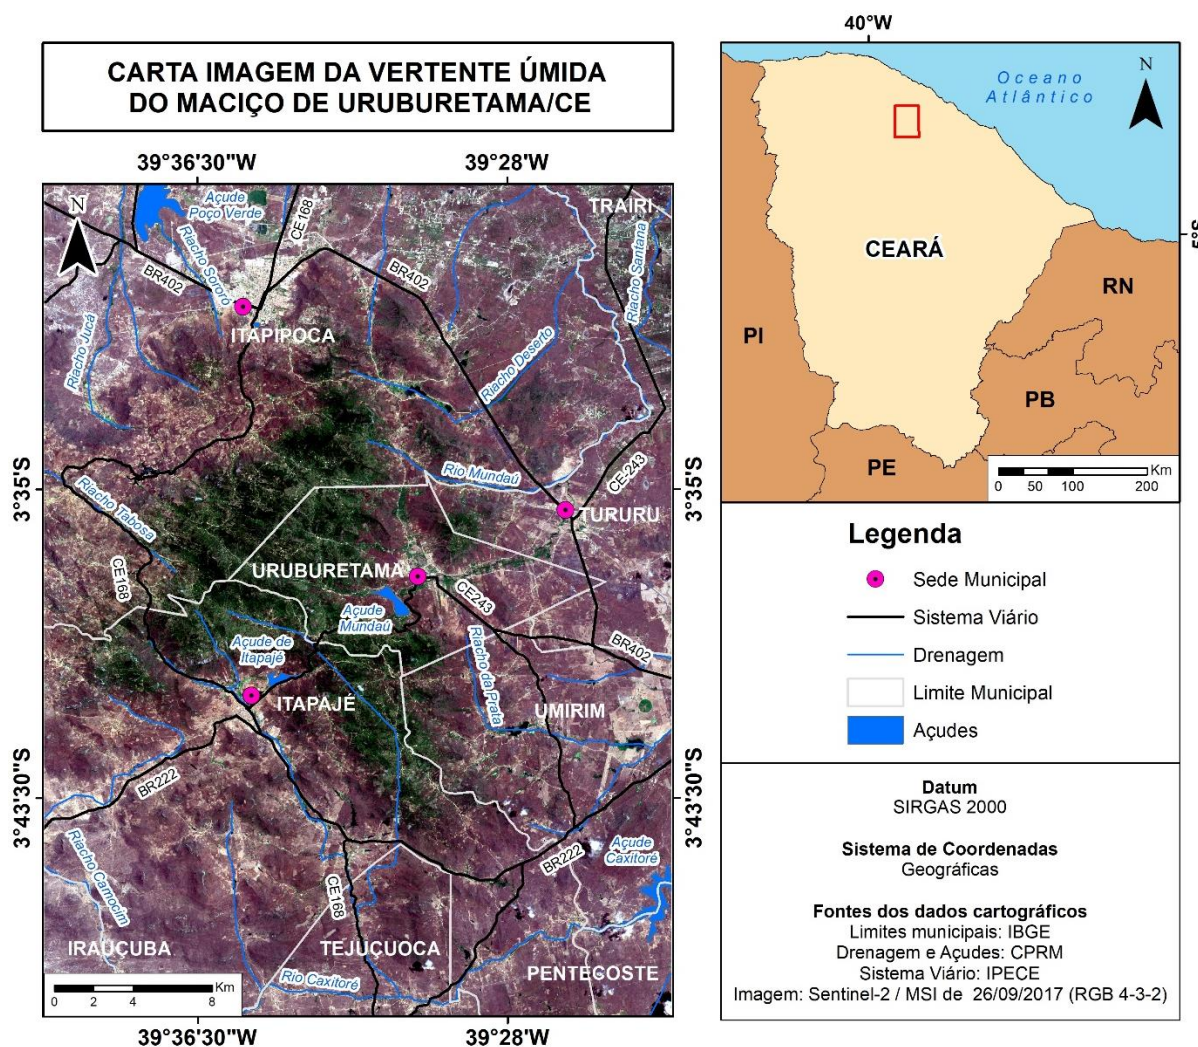 CARTA IMAGEM DA VERTENTE ÚMIDA
DO MACIÇO DE URUBURETAMA/CE
39°36'30"W
39°28'W
N
Açude
Poço Verde
CE168
TRAIRI
Riacho Sororó
Riacho Santana
BR402
BR402
ITAPIPOCA
Riacho Jucá
Riacho Deserto
3°35'S
3°35'S
Rio Mundaú
CE-243
Riacho Tabosa
TURURU
CE168
URUBURETAMA
CE243
Açude
Mundaú
Açude de
Itapajé
Riacho da Prata
BR402
ITAPAJÉ
UMIRIM
BR222
3°43'30"S
3°43'30"S
Riacho Camocim
CE168
BR222
Açude
Caxitoré
IRAUÇUBA
TEJUÇUOCA
PENTECOSTE
Rio Caxitoré
Km
0 2 4 8
39°36'30"W
39°28'W
40°W
Oceano
Atlântico
N
CEARÁ
5°S
RN
PI
PB
PE
Km
0 50 100 200
Legenda
Sede Municipal
Sistema Viário
Drenagem
Limite Municipal
Açudes
Datum
SIRGAS 2000
Sistema de Coordenadas
Geográficas
Fontes dos dados cartográficos
Limites municipais: IBGE
Drenagem e Açudes: CPRM
Sistema Viário: IPECE
Imagem: Sentinel-2 / MSI de 26/09/2017 (RGB 4-3-2)